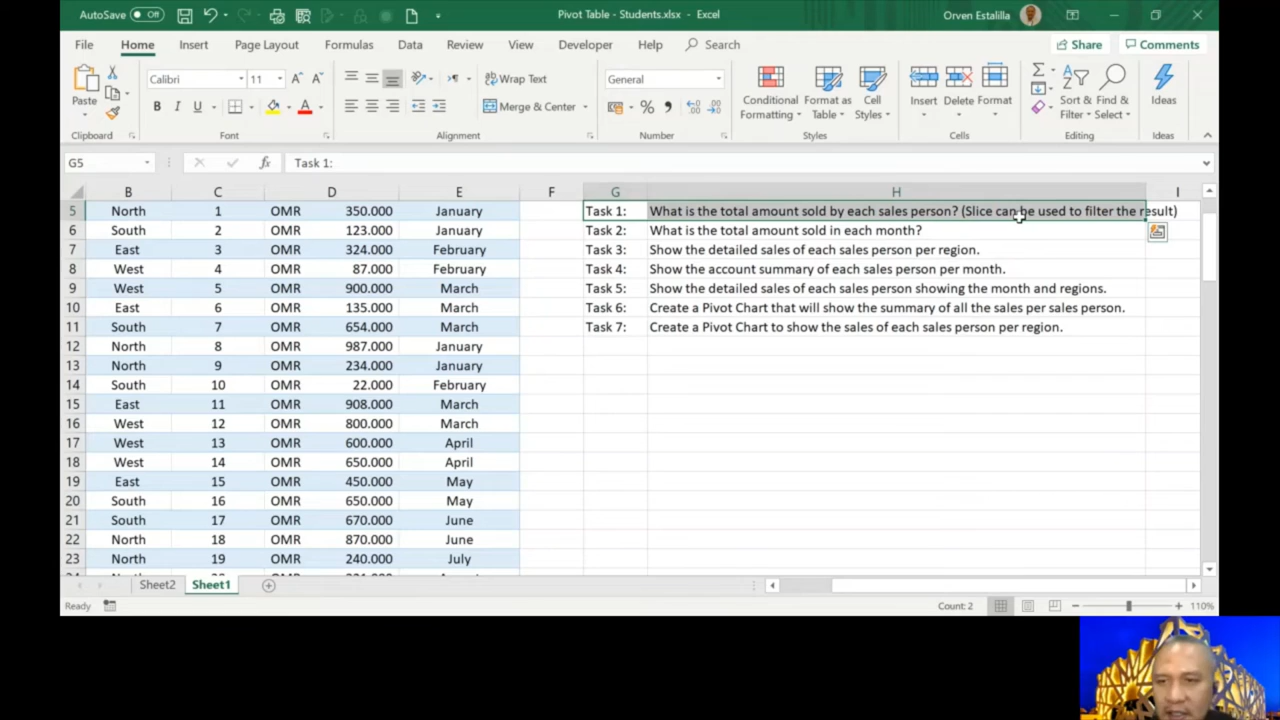 AutoSave Off Pivot Table - Students.xlsx - Excel Orven Estalilla
File Home Insert Page Layout Formulas Data Review View Developer Help Search Share Comments
Calibri 11 Wrap Text General
Paste B I U Merge & Center Conditional Formatting Format as Table Cell Styles Insert Delete Format Sort & Filter Find & Select Ideas
Clipboard Font Alignment Number Styles Cells Editing Ideas
G5 fx Task 1:
B C D E F G H I
5 North 1 OMR 350.000 January Task 1: What is the total amount sold by each sales person? (Slice can be used to filter the result)
6 South 2 OMR 123.000 January Task 2: What is the total amount sold in each month?
7 East 3 OMR 324.000 February Task 3: Show the detailed sales of each sales person per region.
8 West 4 OMR 87.000 February Task 4: Show the account summary of each sales person per month.
9 West 5 OMR 900.000 March Task 5: Show the detailed sales of each sales person showing the month and regions.
10 East 6 OMR 135.000 March Task 6: Create a Pivot Chart that will show the summary of all the sales per sales person.
11 South 7 OMR 654.000 March Task 7: Create a Pivot Chart to show the sales of each sales person per region.
12 North 8 OMR 987.000 January
13 North 9 OMR 234.000 January
14 South 10 OMR 22.000 February
15 East 11 OMR 908.000 March
16 West 12 OMR 800.000 March
17 West 13 OMR 600.000 April
18 West 14 OMR 650.000 April
19 East 15 OMR 450.000 May
20 South 16 OMR 650.000 May
21 South 17 OMR 670.000 June
22 North 18 OMR 870.000 June
23 North 19 OMR 240.000 July
Sheet2 Sheet1
Ready Count: 2 110%